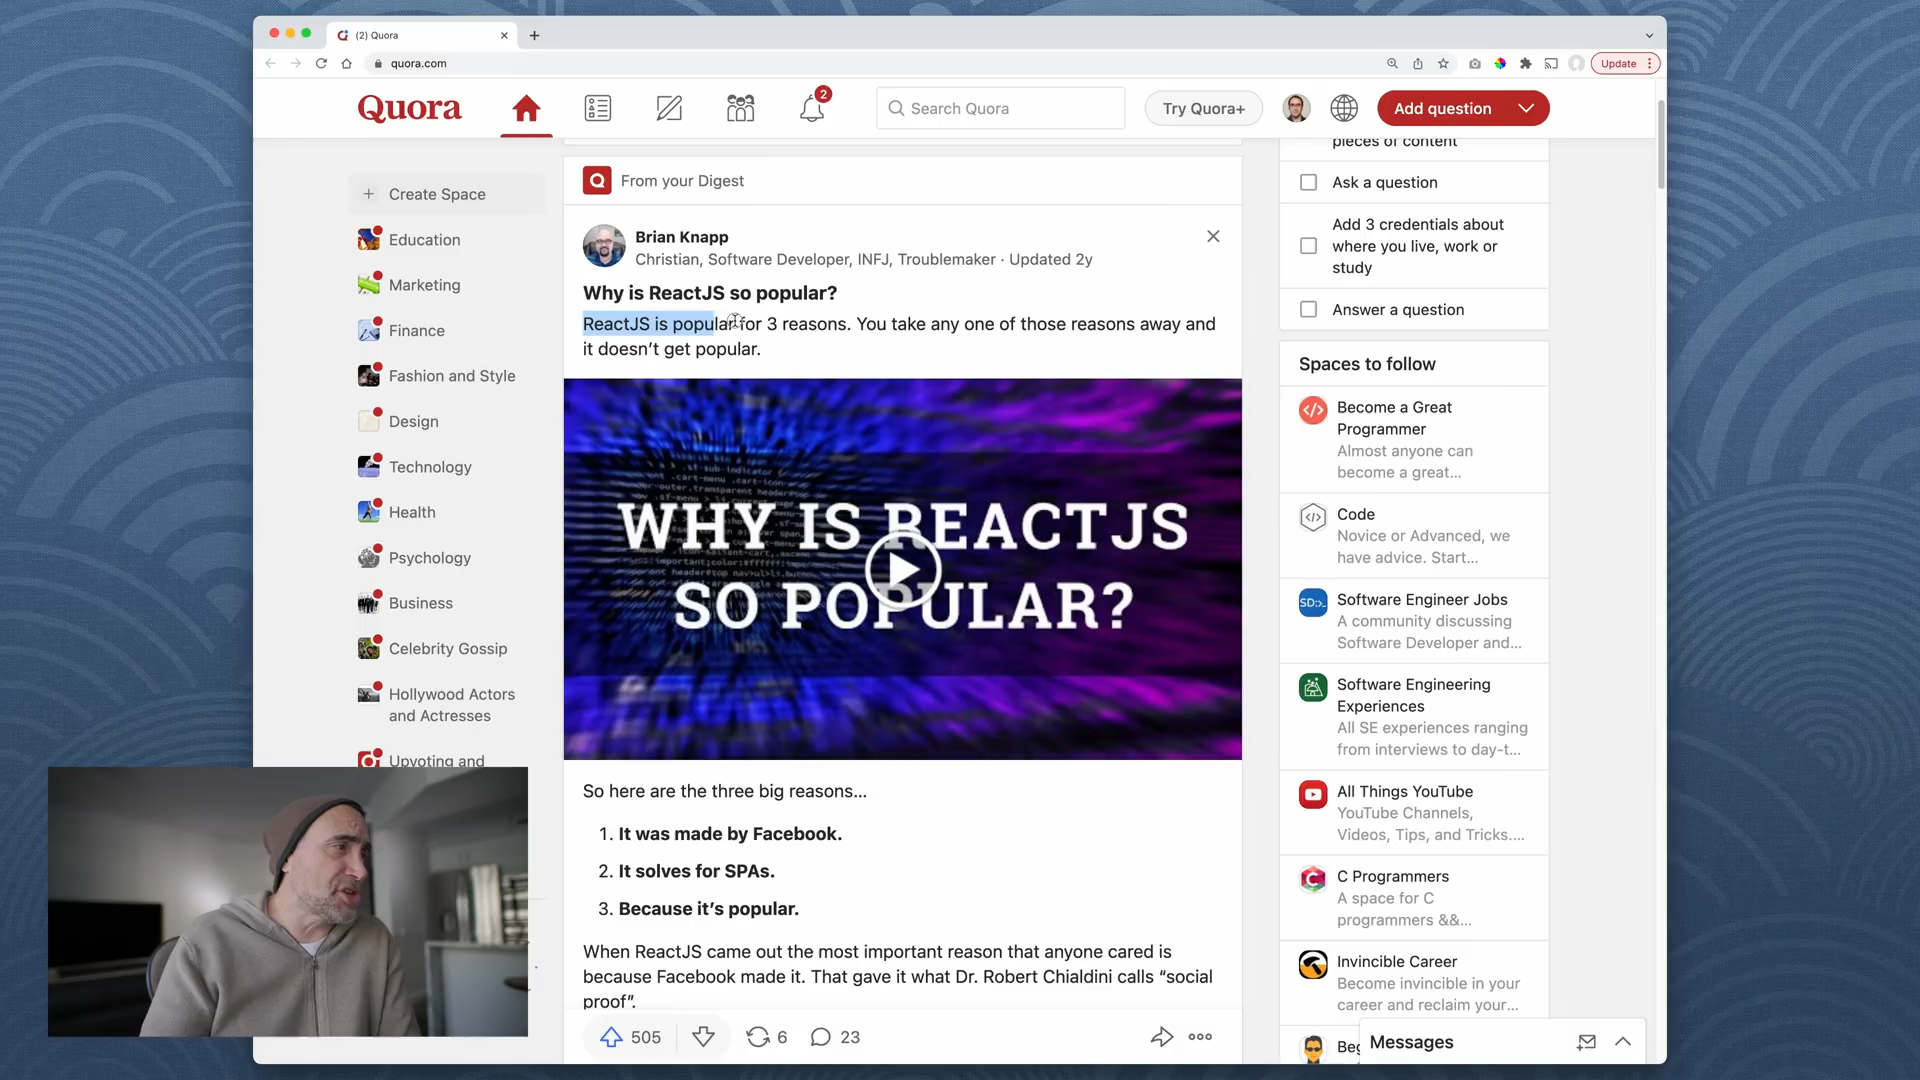 (2) Quora
quora.com
Update
Quora
2
Search Quora
Try Quora+
Add question
Create Space
Education
Marketing
Finance
Fashion and Style
Design
Technology
Health
Psychology
Business
Celebrity Gossip
Hollywood Actors
and Actresses
Upvoting and
From your Digest
Brian Knapp
Christian, Software Developer, INFJ, Troublemaker · Updated 2y
Why is ReactJS so popular?
ReactJS is popular for 3 reasons. You take any one of those reasons away and
it doesn’t get popular.
WHY IS REACTJS
SO POPULAR?
So here are the three big reasons...
1. It was made by Facebook.
2. It solves for SPAs.
3. Because it’s popular.
When ReactJS came out the most important reason that anyone cared is
because Facebook made it. That gave it what Dr. Robert Chialdini calls “social
proof”.
505
6
23
pieces of content
Ask a question
Add 3 credentials about
where you live, work or
study
Answer a question
Spaces to follow
Become a Great
Programmer
Almost anyone can
become a great...
Code
Novice or Advanced, we
have advice. Start...
SD:>_
Software Engineer Jobs
A community discussing
Software Developer and...
Software Engineering
Experiences
All SE experiences ranging
from interviews to day-t...
All Things YouTube
YouTube Channels,
Videos, Tips, and Tricks....
C Programmers
A space for C
programmers &&...
Invincible Career
Become invincible in your
career and reclaim your...
Messages